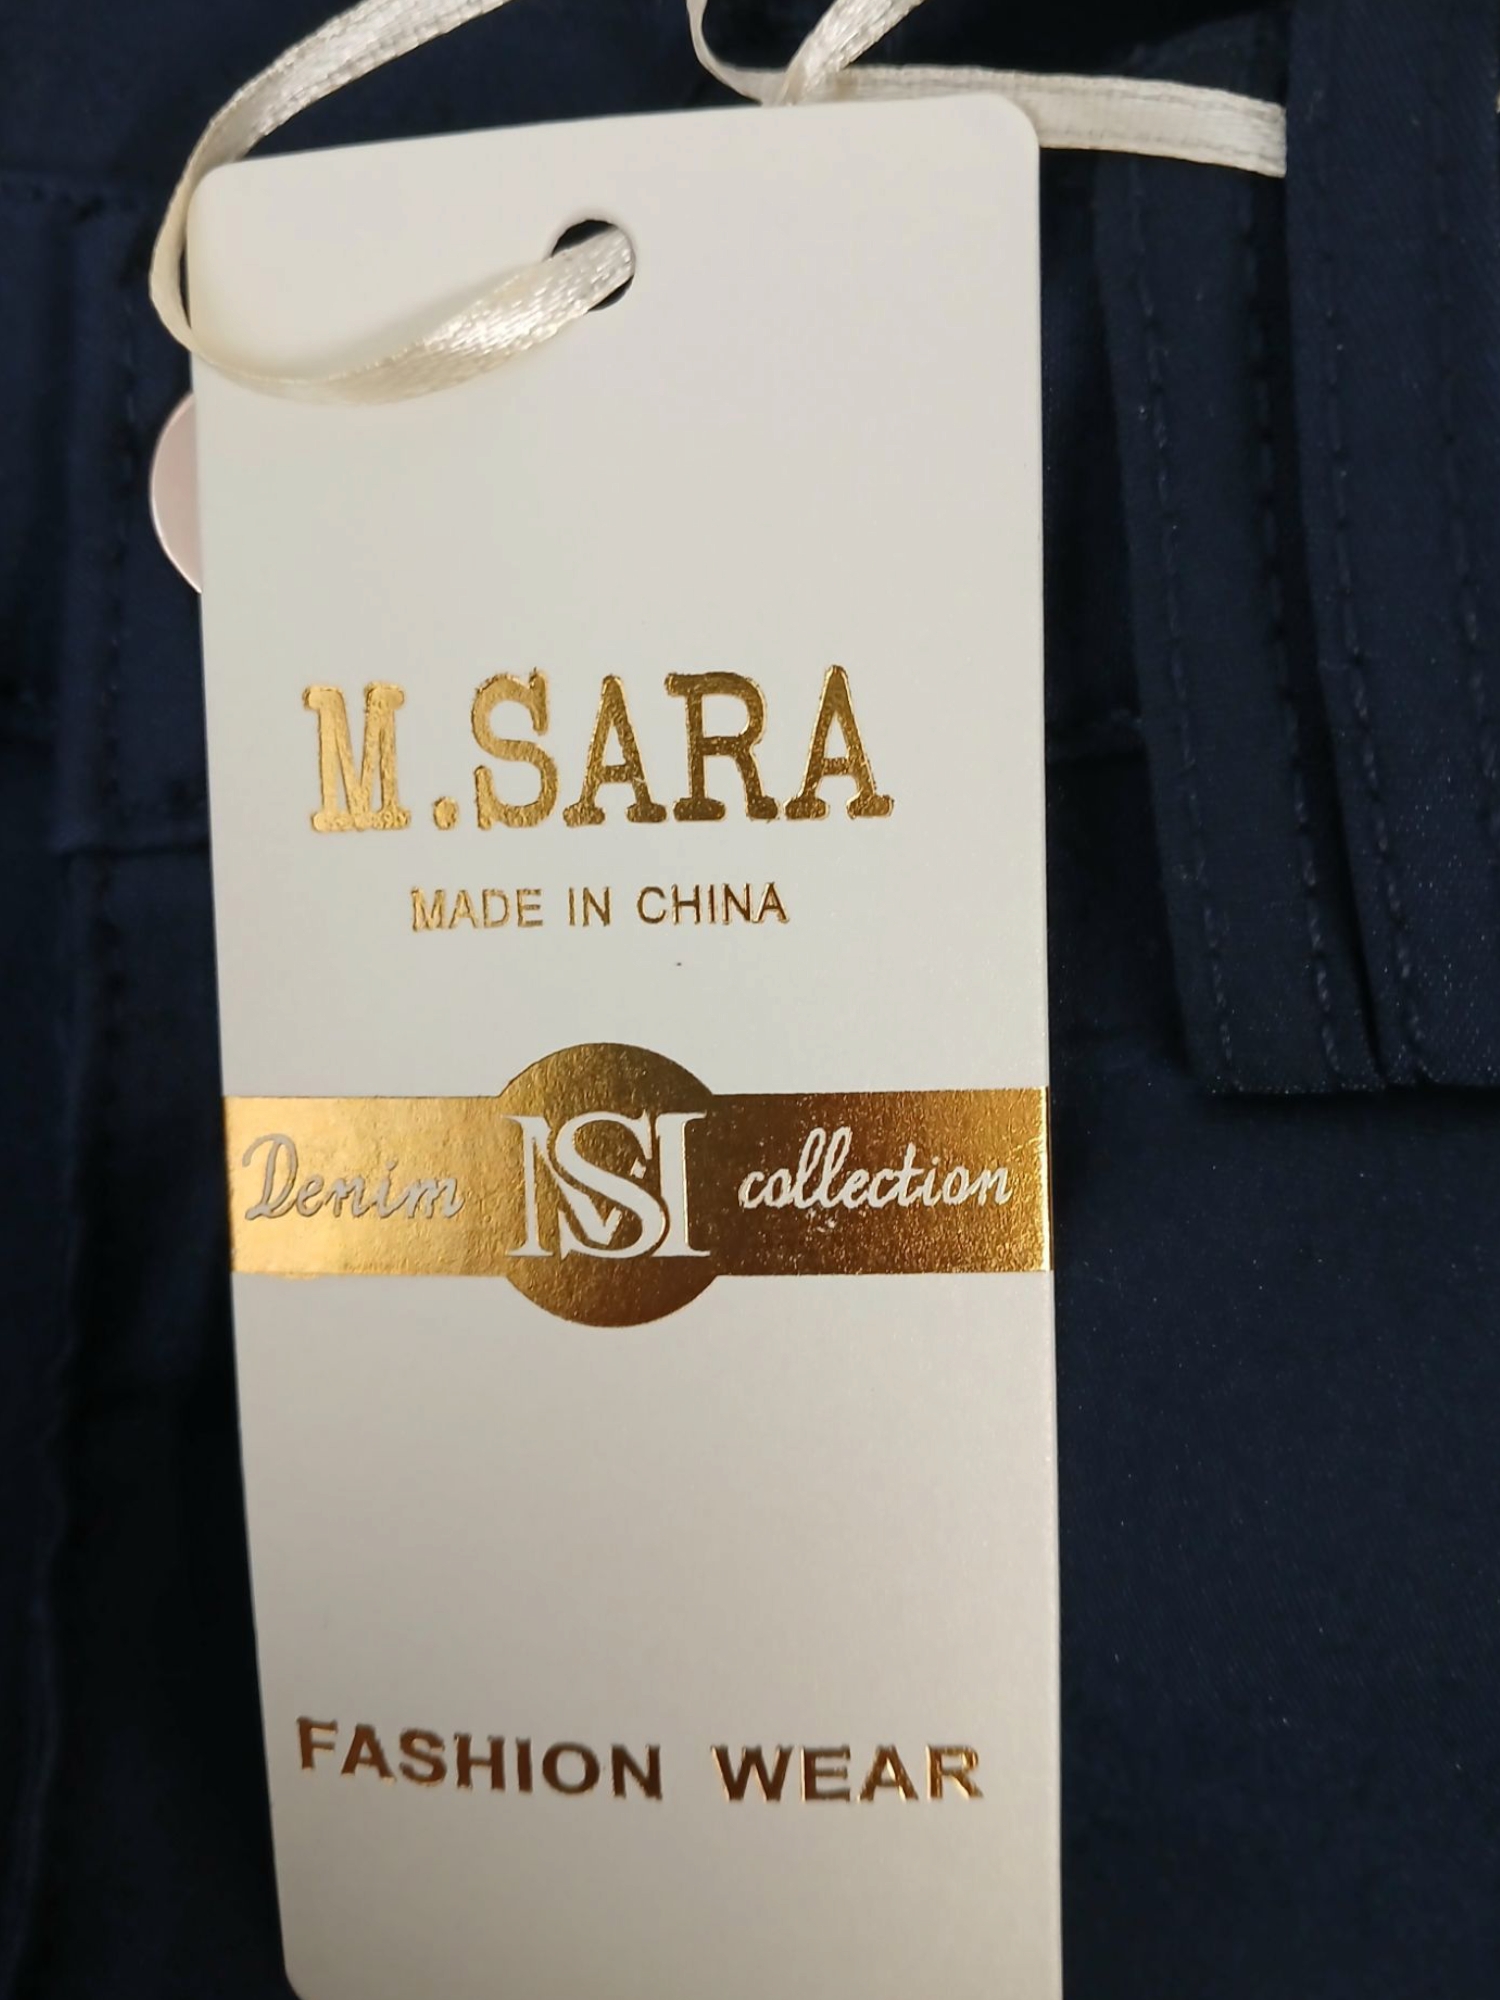 M.SARA
MADE IN CHINA
Denim MS collection
FASHION WEAR